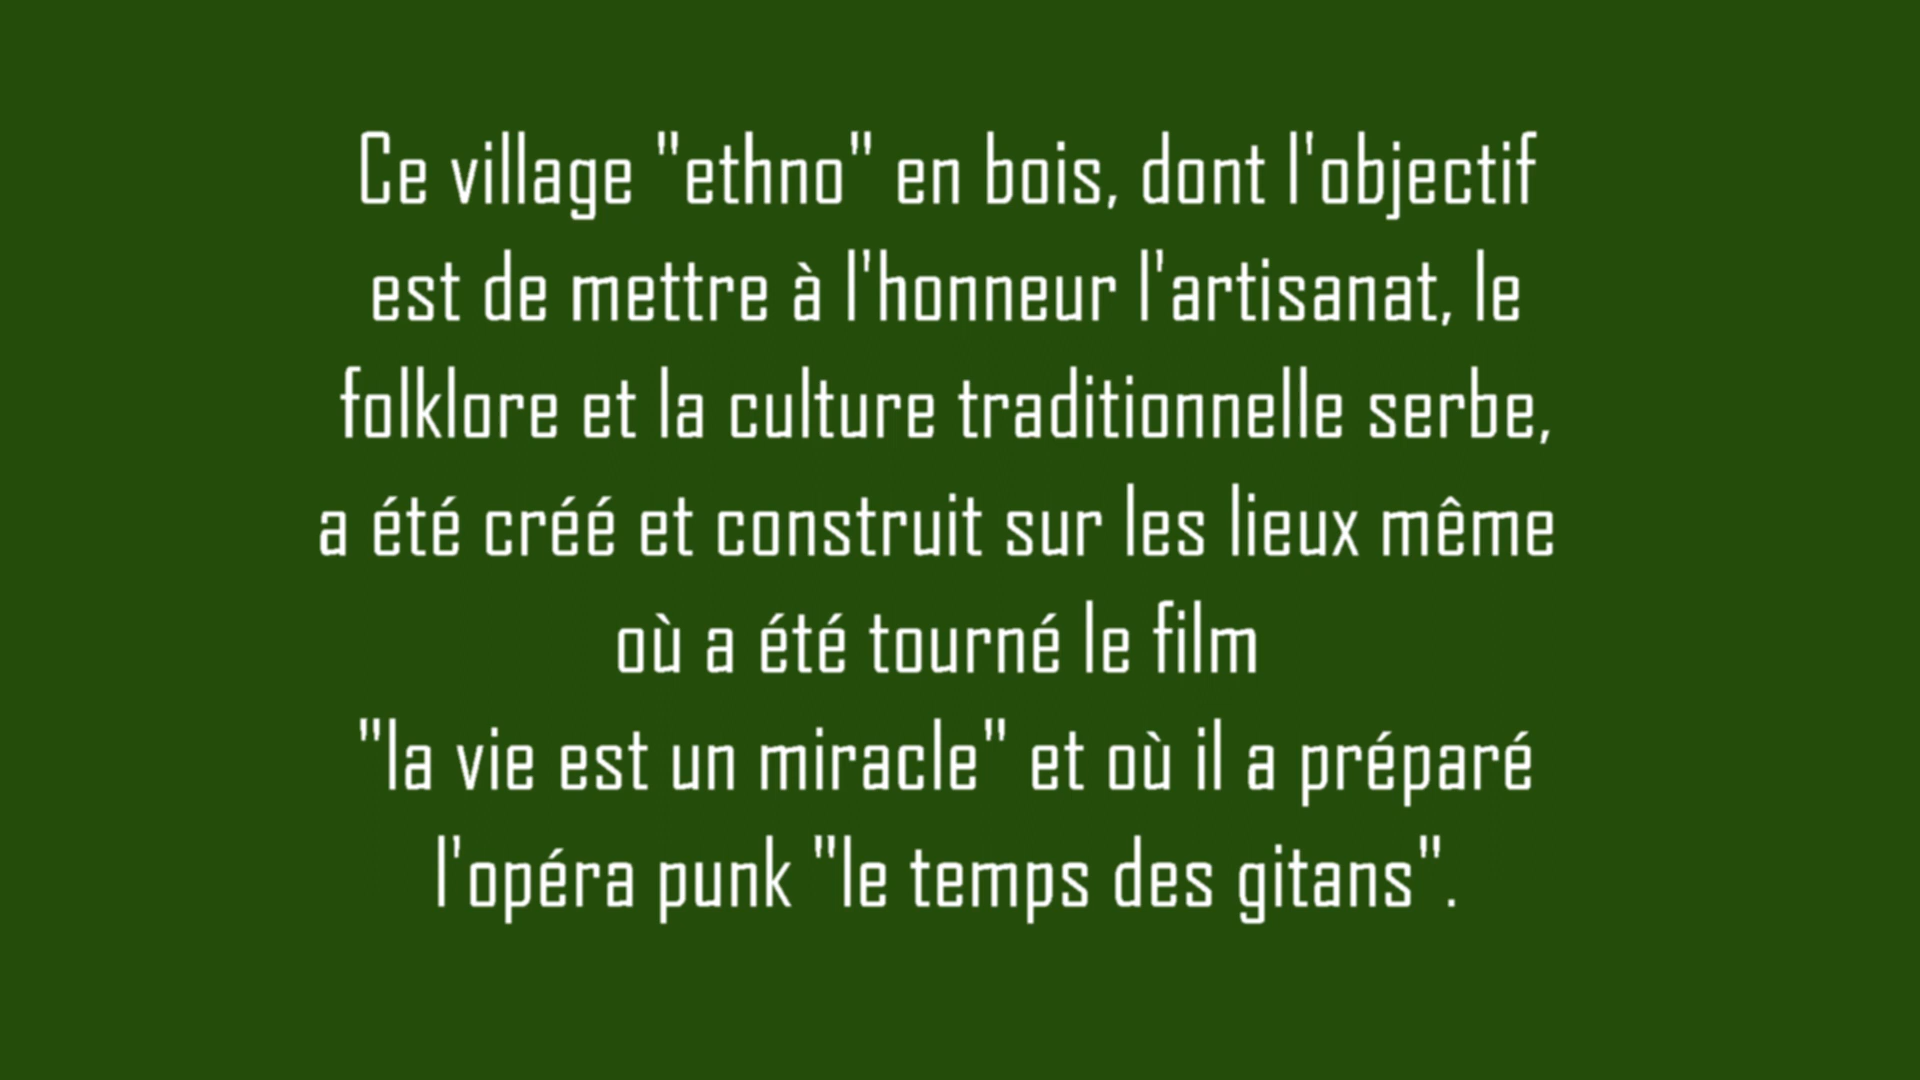 Ce village "ethno" en bois, dont l'objectif
est de mettre à l'honneur l'artisanat, le
folklore et la culture traditionnelle serbe,
a été créé et construit sur les lieux même
où a été tourné le film
"la vie est un miracle" et où il a préparé
l'opéra punk "le temps des gitans".